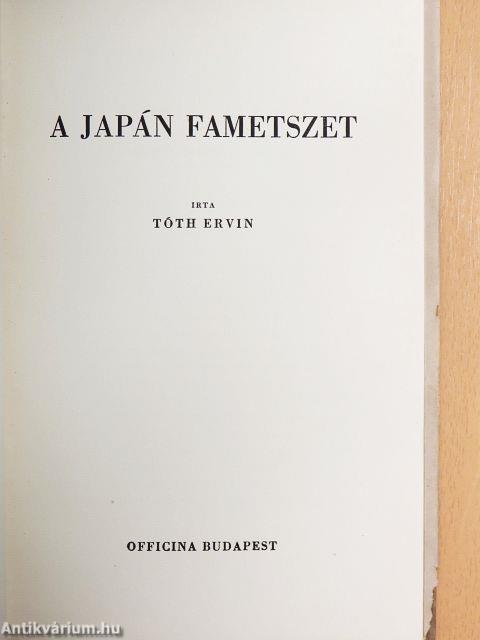 A JAPÁN FAMETSZET
IRTA
TÓTH ERVIN
OFFICINA BUDAPEST
Antikvárium.hu